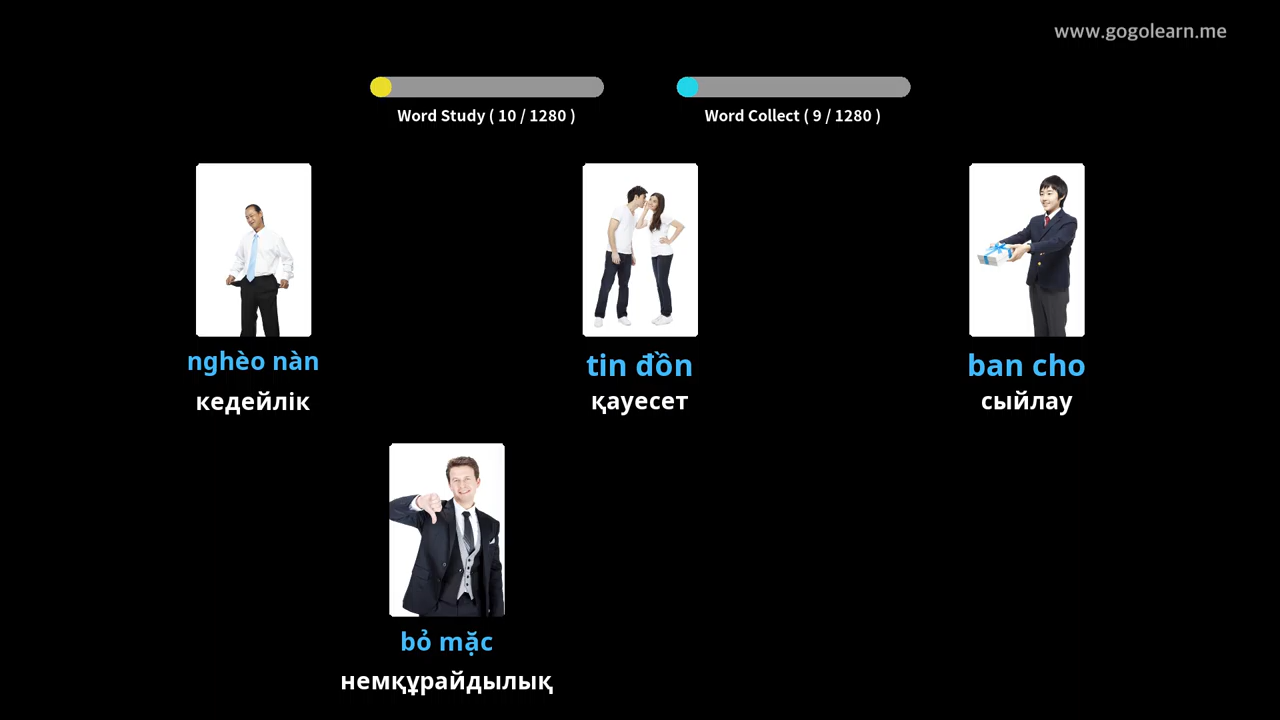 www.gogolearn.me
Word Study ( 10 / 1280 )
Word Collect ( 9 / 1280 )
nghèo nàn
кедейлік
tin đồn
қауесет
ban cho
сыйлау
bỏ mặc
немқұрайдылық